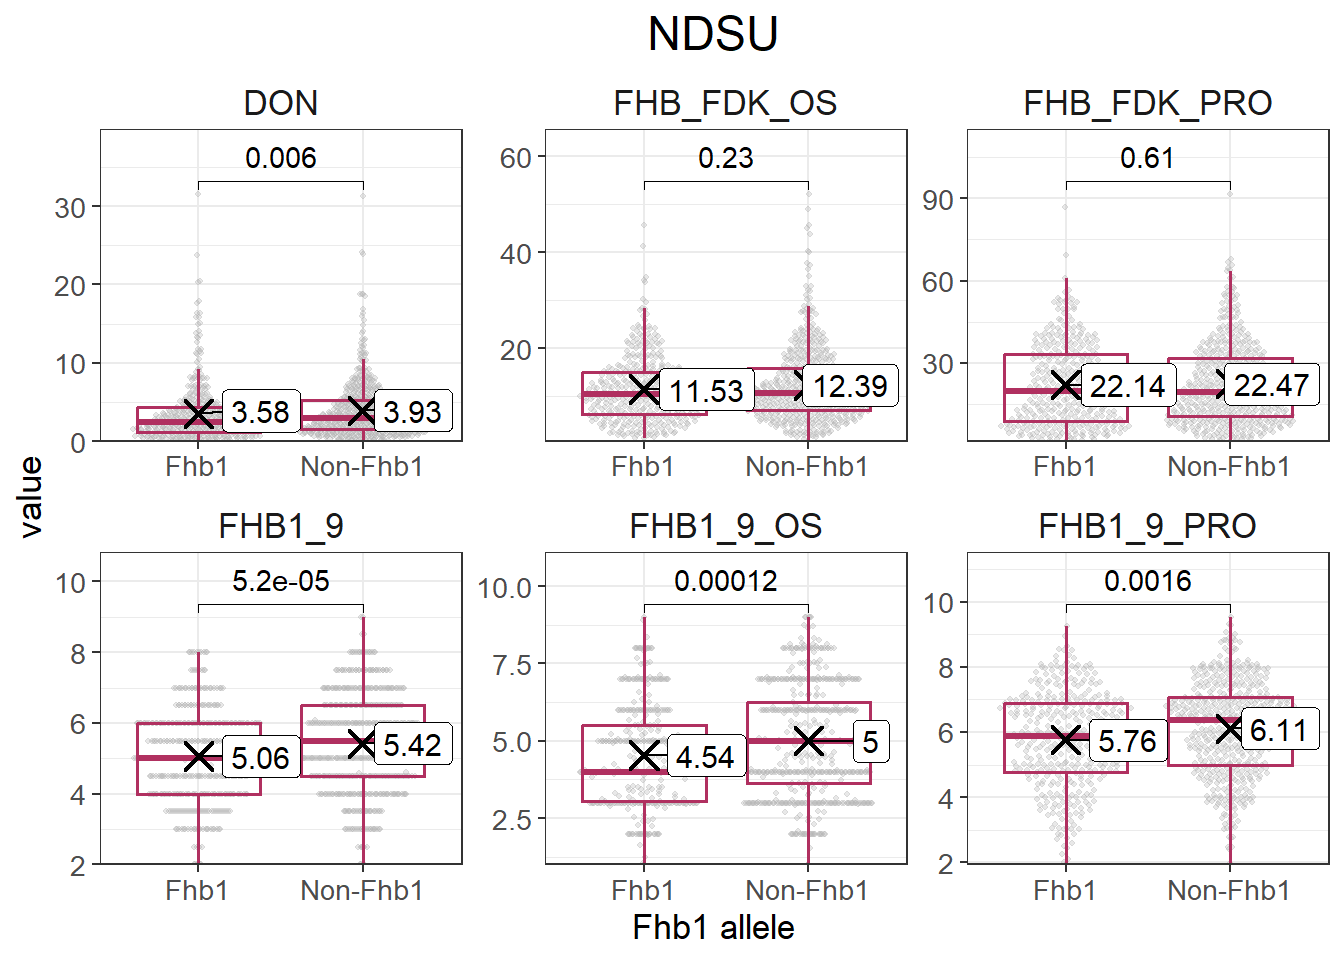 NDSU
DON
FHB_FDK_OS
FHB_FDK_PRO
0.006
0.23
0.61
30
20
10
0
60
40
20
90
60
30
3.58
3.93
11.53
12.39
22.14
22.47
Fhb1 Non-Fhb1
Fhb1 Non-Fhb1
Fhb1 Non-Fhb1
value
FHB1_9
FHB1_9_OS
FHB1_9_PRO
5.2e-05
0.00012
0.0016
10
8
6
4
2
10.0
7.5
5.0
2.5
10
8
6
4
2
5.06
5.42
4.54
5
5.76
6.11
Fhb1 Non-Fhb1
Fhb1 Non-Fhb1
Fhb1 Non-Fhb1
Fhb1 allele